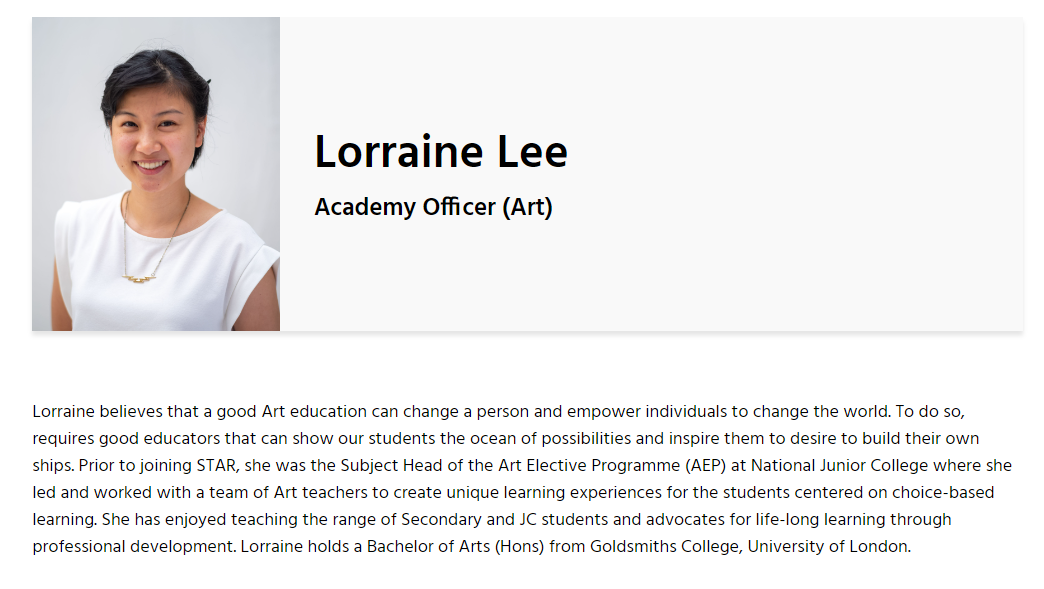 Lorraine Lee
Academy Officer (Art)
Lorraine believes that a good Art education can change a person and empower individuals to change the world. To do so,
requires good educators that can show our students the ocean of possibilities and inspire them to desire to build their own
ships. Prior to joining STAR, she was the Subject Head of the Art Elective Programme (AEP) at National Junior College where she
led and worked with a team of Art teachers to create unique learning experiences for the students centered on choice-based
learning. She has enjoyed teaching the range of Secondary and JC students and advocates for life-long learning through
professional development. Lorraine holds a Bachelor of Arts (Hons) from Goldsmiths College, University of London.